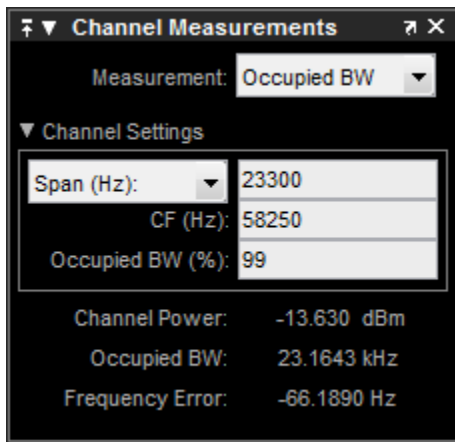 Channel Measurements
Measurement: Occupied BW
Channel Settings
Span (Hz): 23300
CF (Hz): 58250
Occupied BW (%): 99
Channel Power: -13.630 dBm
Occupied BW: 23.1643 kHz
Frequency Error: -66.1890 Hz